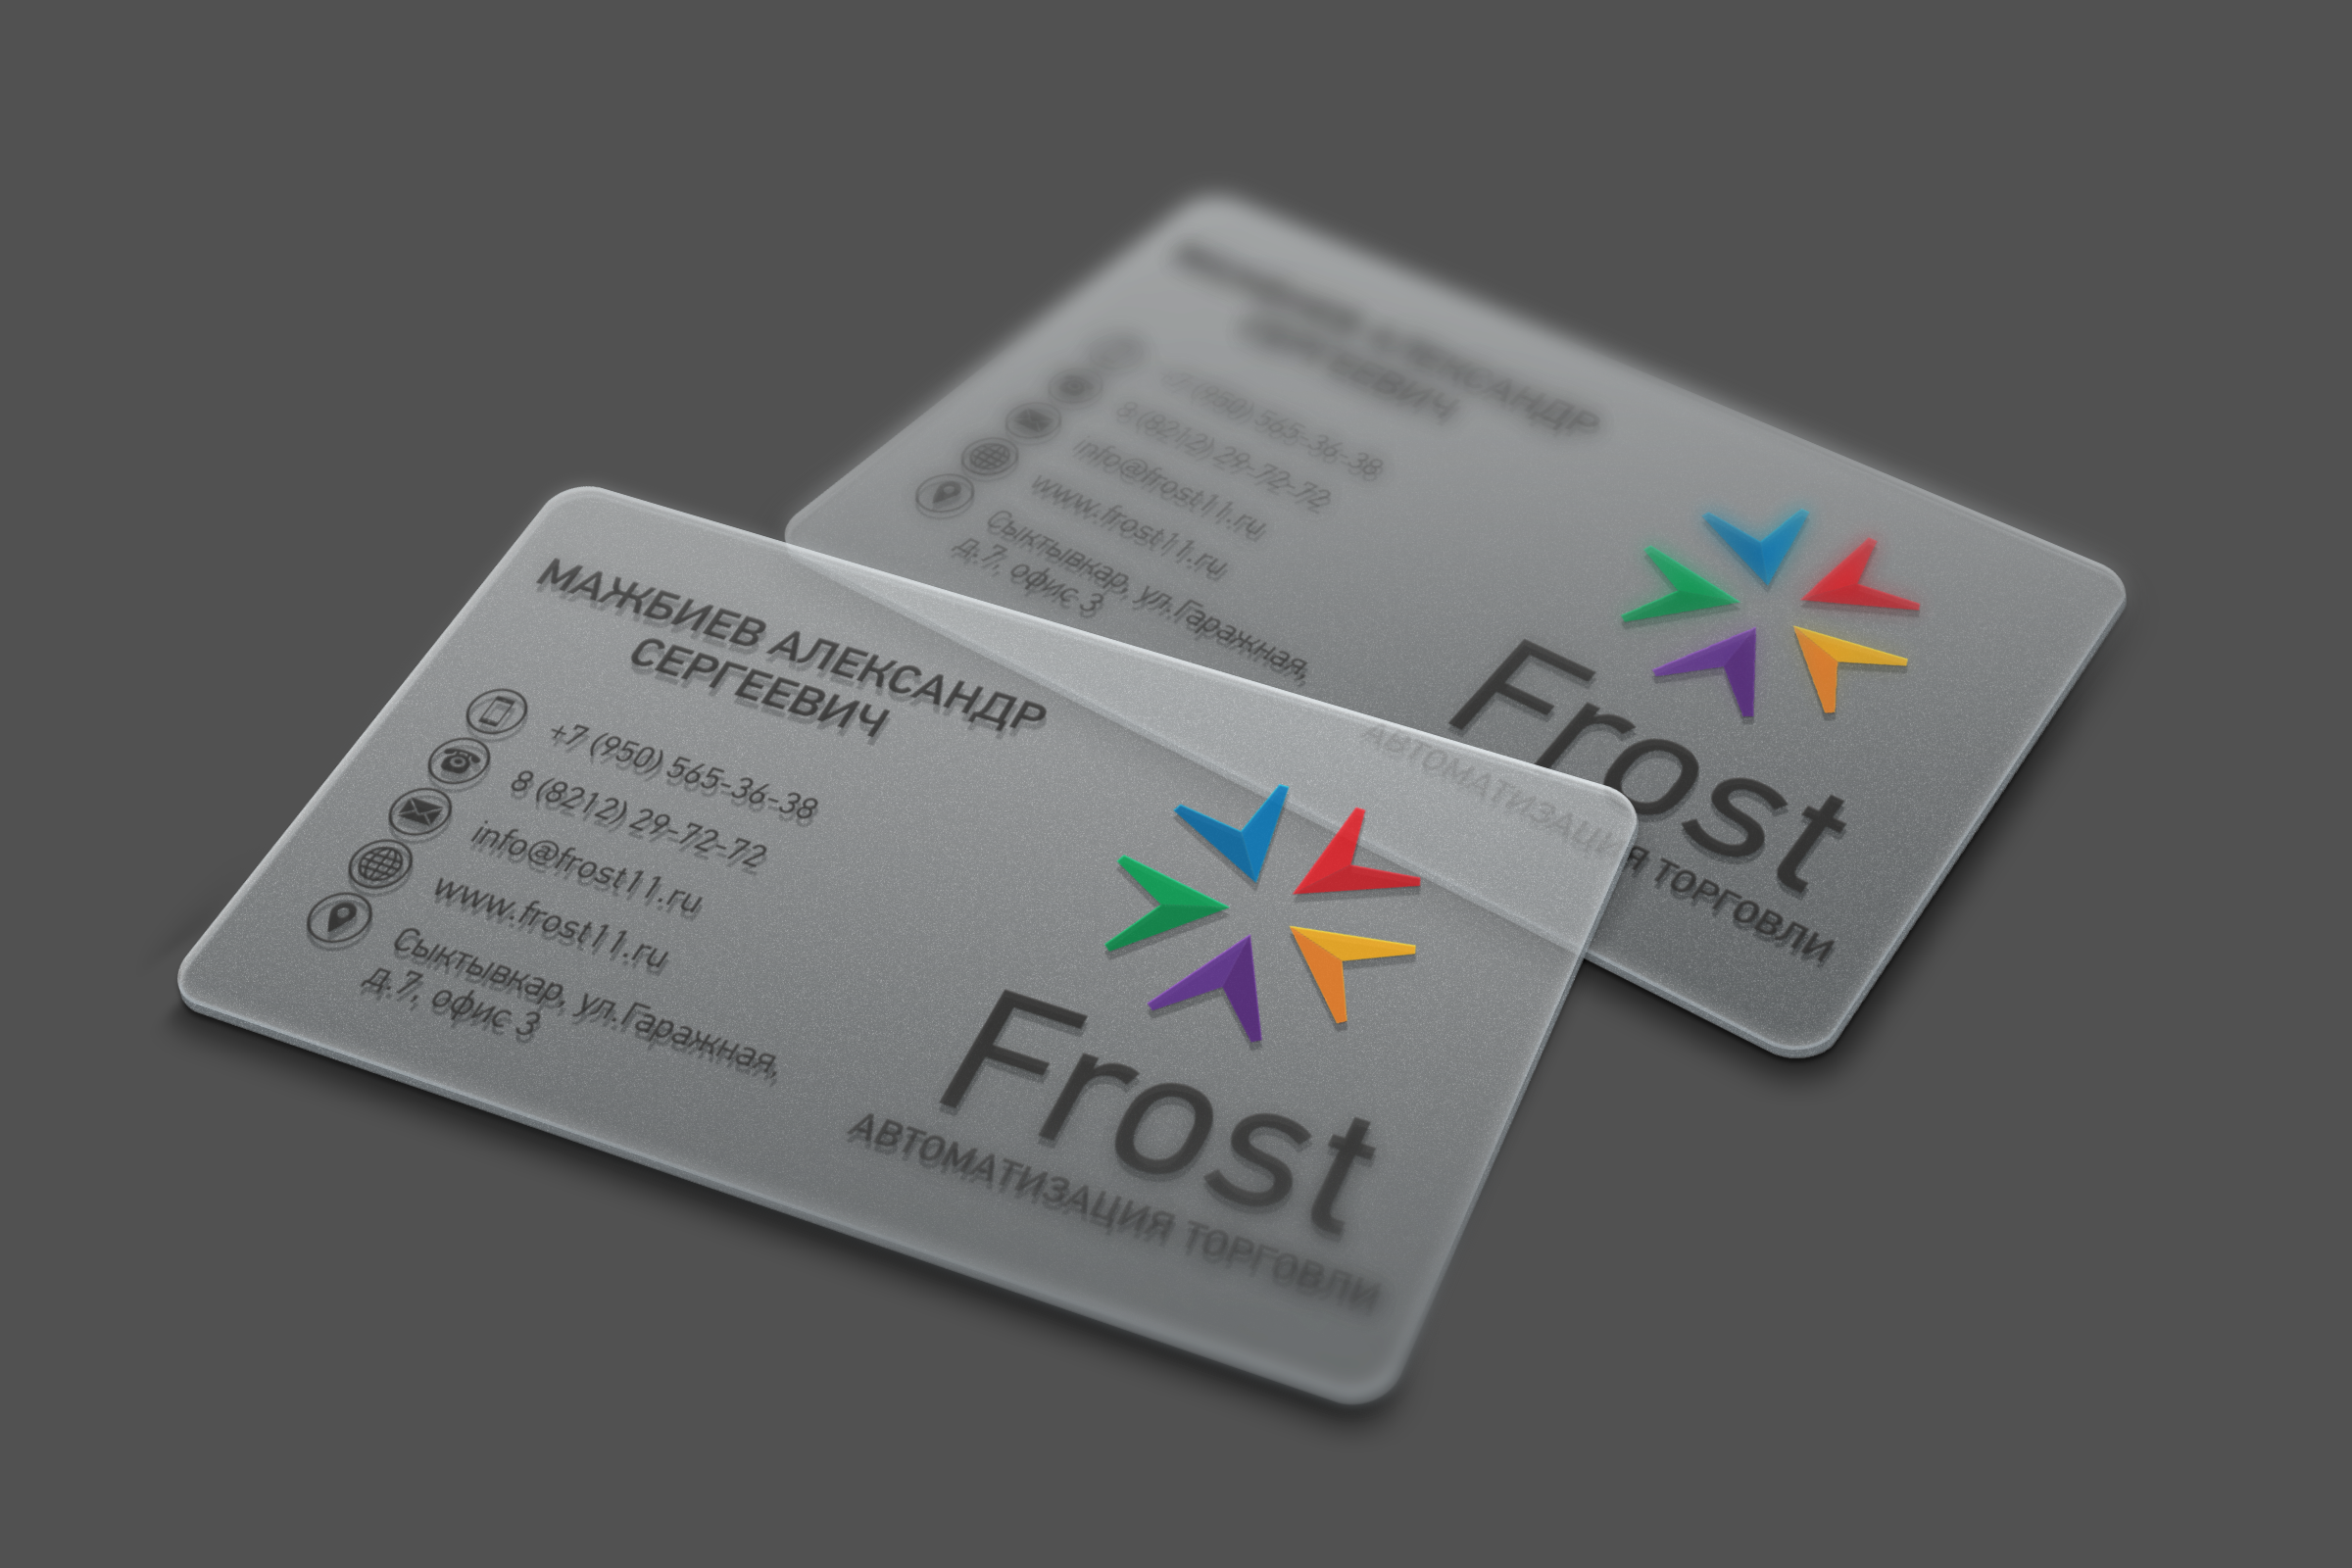 МАЖБИЕВ АЛЕКСАНДР
СЕРГЕЕВИЧ
+7 (950) 565-36-38
8 (8212) 29-72-72
info@frost11.ru
www.frost11.ru
Сыктывкар, ул.Гаражная,
д.7, офис 3
Frost
АВТОМАТИЗАЦИЯ ТОРГОВЛИ
АЛЕКСАНДР
СЕРГЕЕВИЧ
+7 (950) 565-36-38
8 (8212) 29-72-72
info@frost11.ru
www.frost11.ru
Сыктывкар, ул.Гаражная,
д.7, офис 3
Frost
АВТОМАТИЗАЦИЯ ТОРГОВЛИ